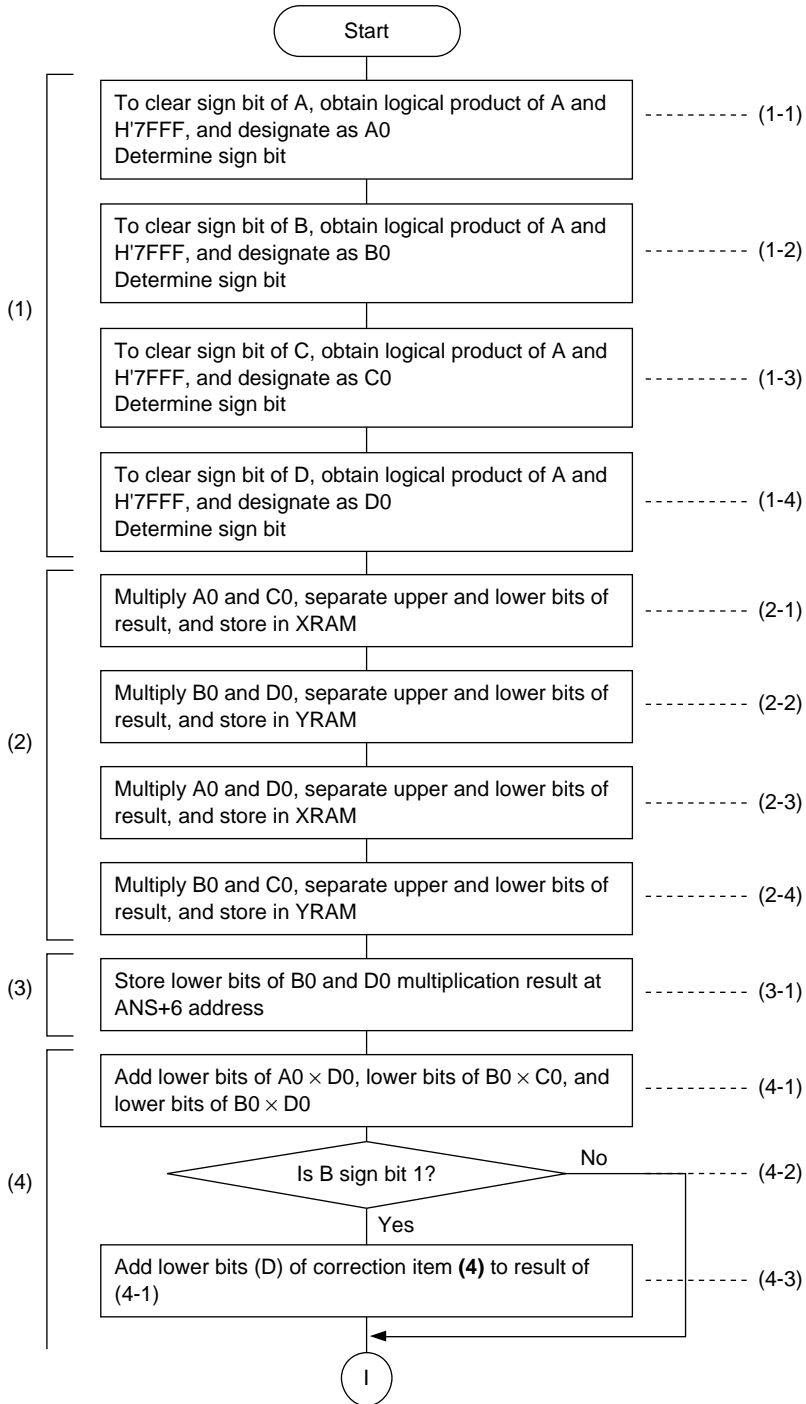 Start
To clear sign bit of A, obtain logical product of A and
H'7FFF, and designate as A0
Determine sign bit
(1-1)
To clear sign bit of B, obtain logical product of A and
H'7FFF, and designate as B0
Determine sign bit
(1-2)
(1)
To clear sign bit of C, obtain logical product of A and
H'7FFF, and designate as C0
Determine sign bit
(1-3)
To clear sign bit of D, obtain logical product of A and
H'7FFF, and designate as D0
Determine sign bit
(1-4)
Multiply A0 and C0, separate upper and lower bits of
result, and store in XRAM
(2-1)
Multiply B0 and D0, separate upper and lower bits of
result, and store in YRAM
(2-2)
(2)
Multiply A0 and D0, separate upper and lower bits of
result, and store in XRAM
(2-3)
Multiply B0 and C0, separate upper and lower bits of
result, and store in YRAM
(2-4)
(3)
Store lower bits of B0 and D0 multiplication result at
ANS+6 address
(3-1)
Add lower bits of A0 × D0, lower bits of B0 × C0, and
lower bits of B0 × D0
(4-1)
(4)
Is B sign bit 1?
No
(4-2)
Yes
Add lower bits (D) of correction item (4) to result of
(4-1)
(4-3)
I